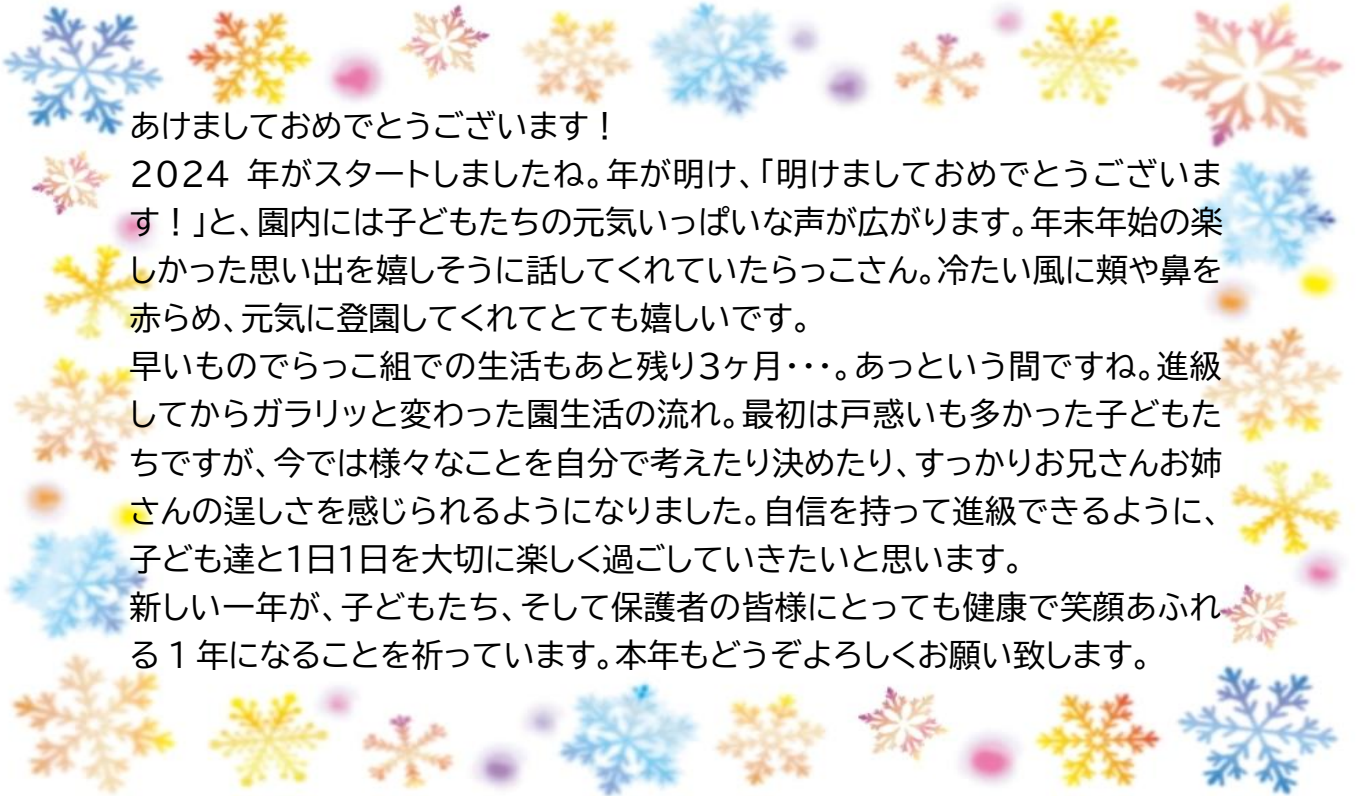 あけましておめでとうございます！
2024 年がスタートしましたね。年が明け、「明けましておめでとうございま
す！」と、園内には子どもたちの元気いっぱいな声が広がります。年末年始の楽
しかった思い出を嬉しそうに話してくれていたらっこさん。冷たい風に頬や鼻を
赤らめ、元気に登園してくれてとても嬉しいです。
早いものでらっこ組での生活もあと残り3ヶ月・・・。あっという間ですね。進級
してからガラリッと変わった園生活の流れ。最初は戸惑いも多かった子どもた
ちですが、今では様々なことを自分で考えたり決めたり、すっかりお兄さんお姉
さんの逞しさを感じられるようになりました。自信を持って進級できるように、
子ども達と1日1日を大切に楽しく過ごしていきたいと思います。
新しい一年が、子どもたち、そして保護者の皆様にとっても健康で笑顔あふれ
る 1 年になることを祈っています。本年もどうぞよろしくお願い致します。